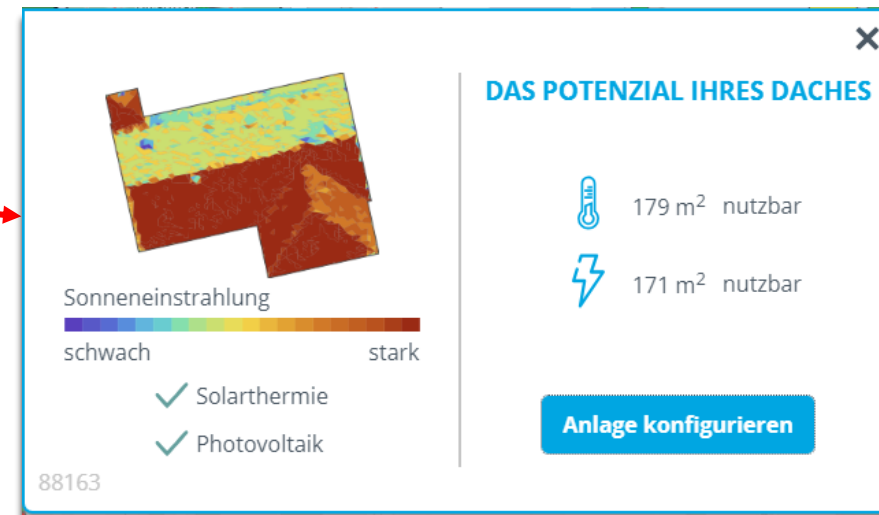 DAS POTENZIAL IHRES DACHES
179 m² nutzbar
171 m² nutzbar
Anlage konfigurieren
Sonneneinstrahlung
schwach stark
Solarthermie
Photovoltaik
88163